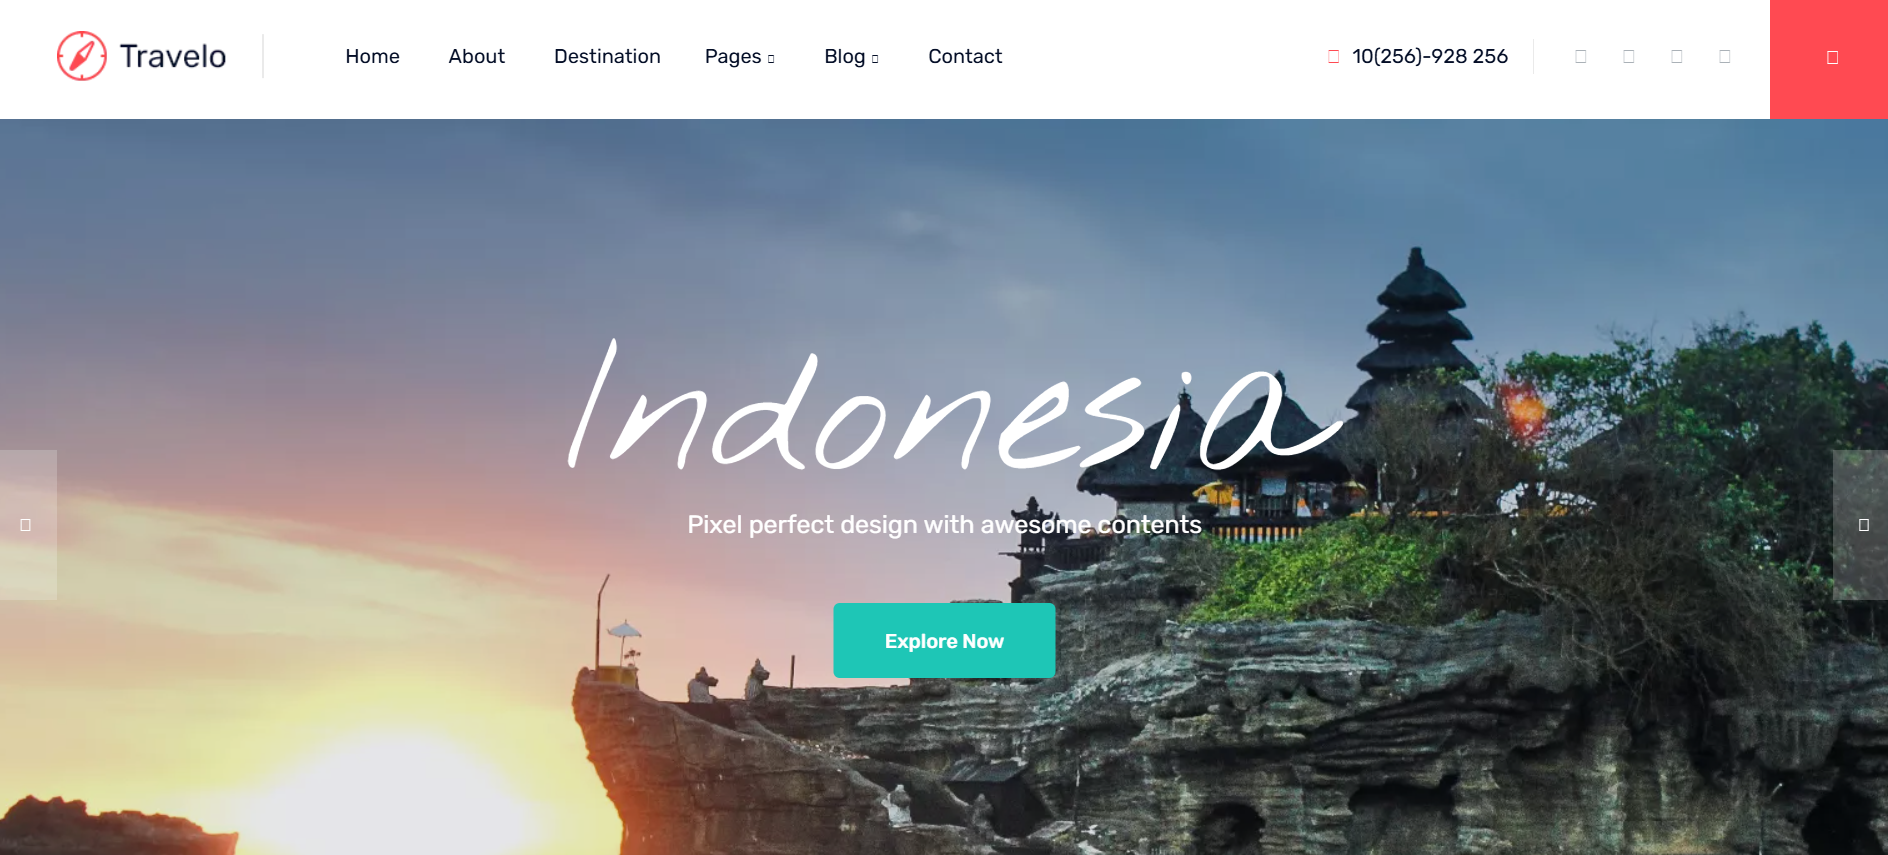 Travelo
Home About Destination Pages Blog Contact 10(256)-928 256
Indonesia
Pixel perfect design with awesome contents
Explore Now